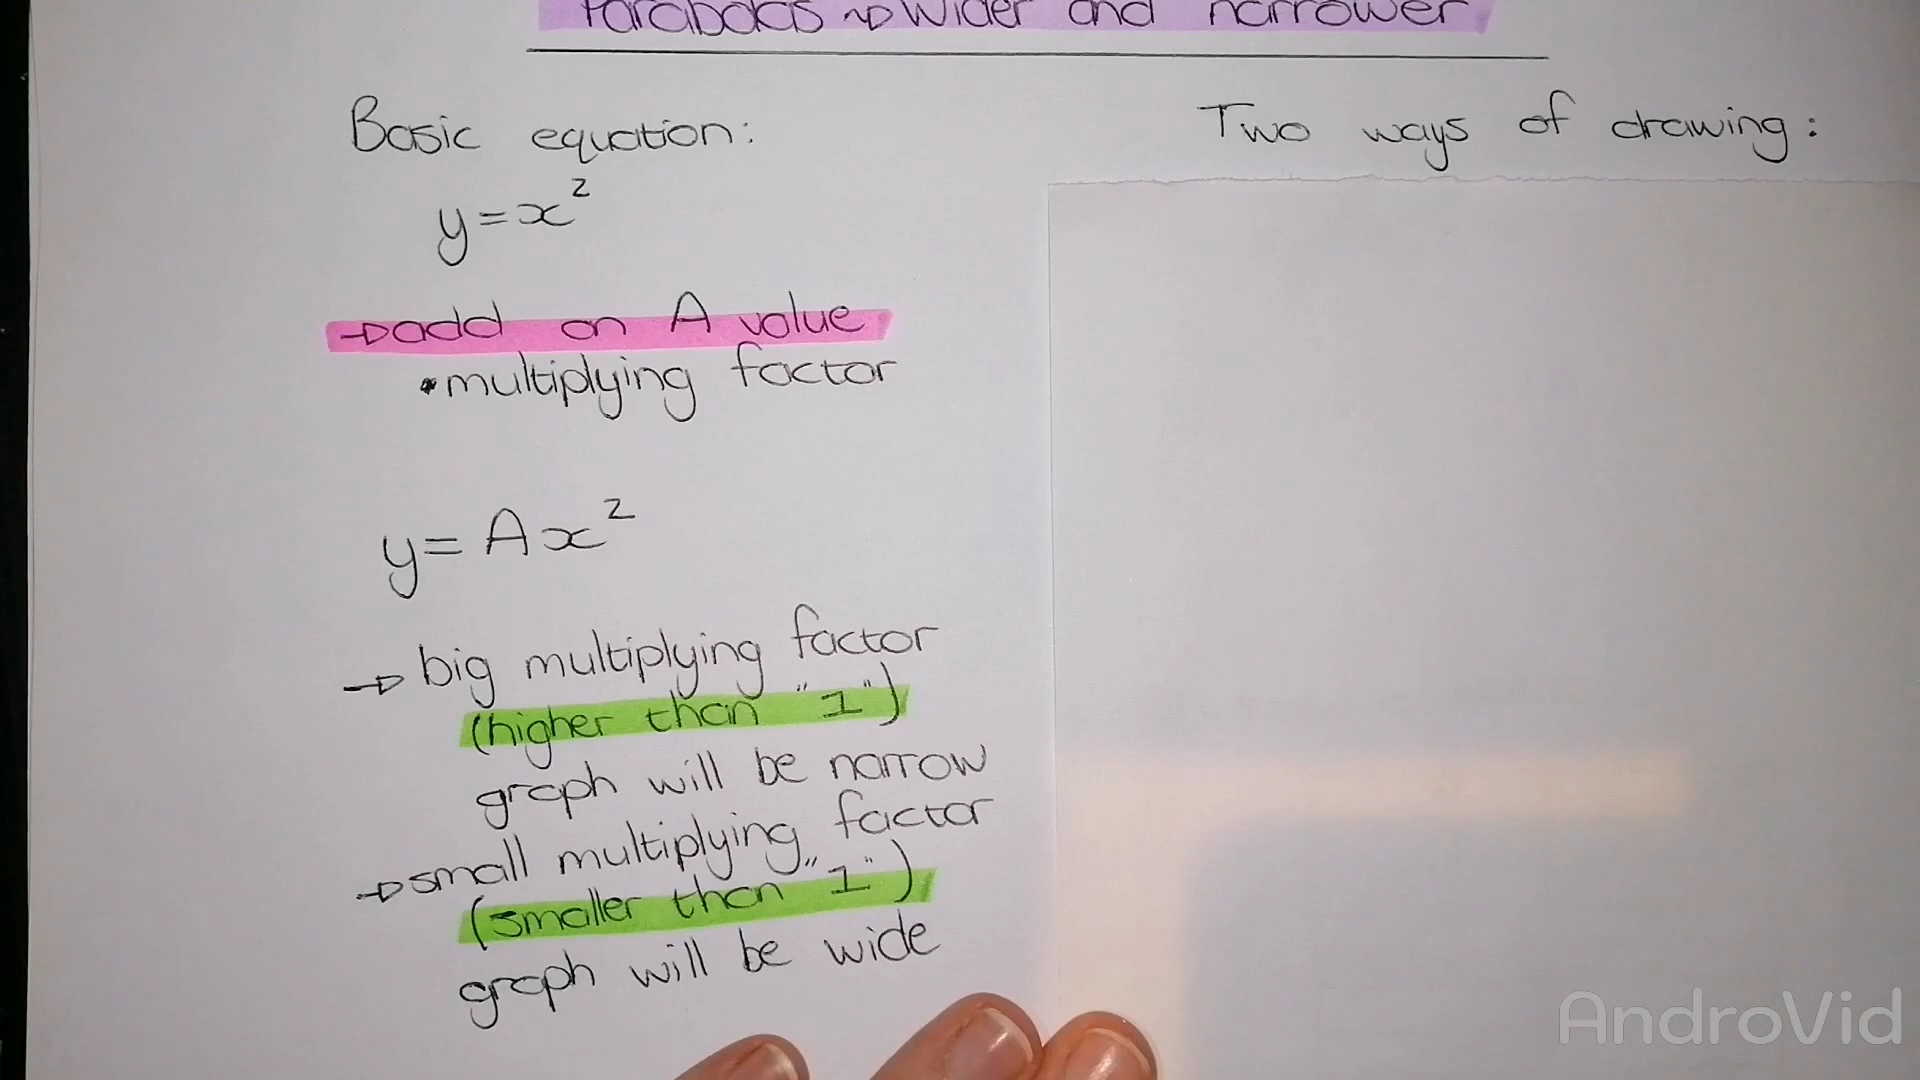 Parabolas → Wider and narrower
Basic equation:
y = x²
→ add on A value
• multiplying factor
y = Ax²
→ big multiplying factor
(higher than "1")
graph will be narrow
→ small multiplying factor
(smaller than "1")
graph will be wide
Two ways of drawing:
AndroVid